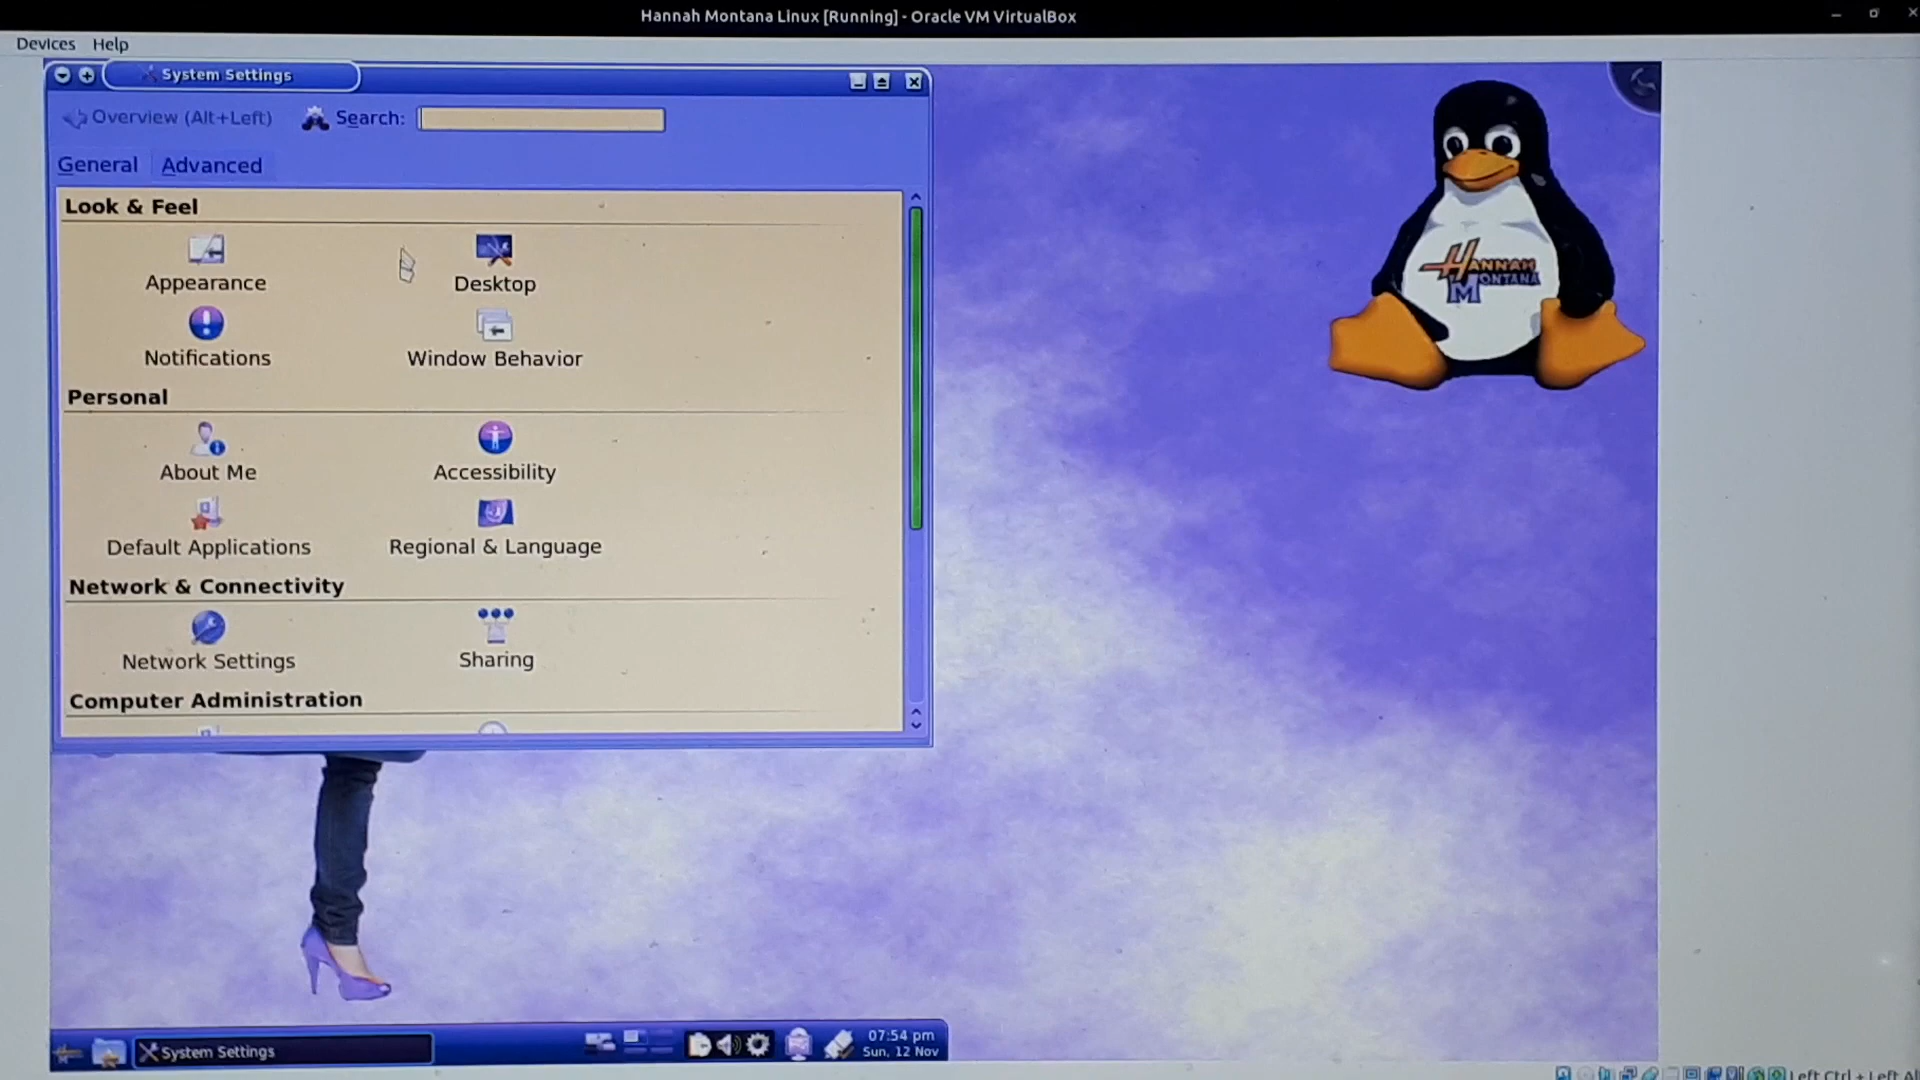 Hannah Montana Linux [Running] - Oracle VM VirtualBox
Devices Help
System Settings
Overview (Alt+Left) Search:
General Advanced
Look & Feel
Appearance Desktop
Notifications Window Behavior
Personal
About Me Accessibility
Default Applications Regional & Language
Network & Connectivity
Network Settings Sharing
Computer Administration
HANNAH
MONTANA
System Settings
07:54 pm
Sun, 12 Nov
Left Ctrl + Left Al